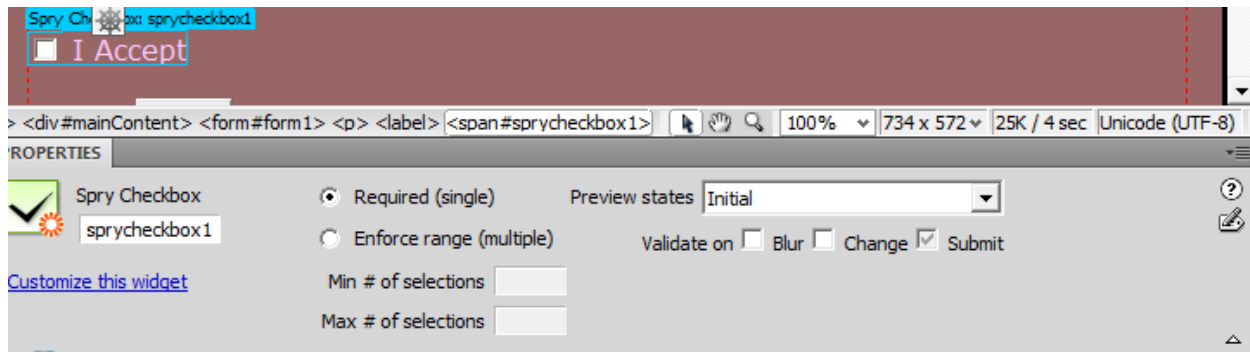 Spry Ch box: sprycheckbox1
I Accept
> <div#mainContent> <form#form1> <p> <label> <span#sprycheckbox1> 100% 734 x 572 25K / 4 sec Unicode (UTF-8)
PROPERTIES
Spry Checkbox Required (single) Preview states Initial
sprycheckbox1 Enforce range (multiple) Validate on Blur Change Submit
Customize this widget Min # of selections
Max # of selections